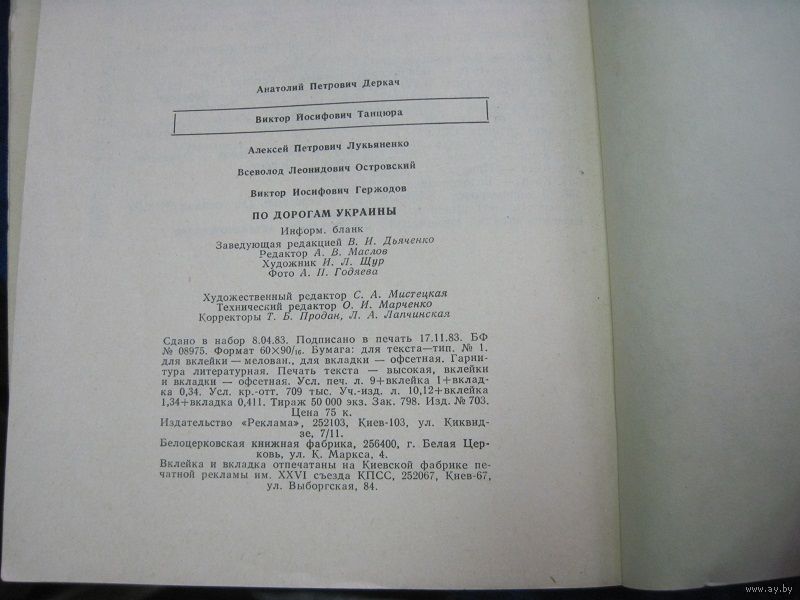 Анатолий Петрович Деркач
Виктор Иосифович Танцюра
Алексей Петрович Лукьяненко
Всеволод Леонидович Островский
Виктор Иосифович Гержодов
ПО ДОРОГАМ УКРАИНЫ
Информ. бланк
Заведующая редакцией В. И. Дьяченко
Редактор А. В. Маслов
Художник И. Л. Щур
Фото А. П. Годяева
Художественный редактор С. А. Мистецкая
Технический редактор О. И. Марченко
Корректоры Т. Б. Продан, Л. А. Лапчинская
Сдано в набор 8.04.83. Подписано в печать 17.11.83. БФ
№ 08975. Формат 60×90/16. Бумага: для текста—тип. № 1.
для вклейки — мелован., для вкладки — офсетная. Гарни-
тура литературная. Печать текста — высокая, вклейки
и вкладки — офсетная. Усл. печ. л. 9+вклейка 1+вклад-
ка 0,34. Усл. кр.-отт. 709 тыс. Уч.-изд. л. 10,12+вклейка
1,34+вкладка 0,411. Тираж 50 000 экз. Зак. 798. Изд. № 703.
Цена 75 к.
Издательство «Реклама», 252103, Киев-103, ул. Киквид-
зе, 7/11.
Белоцерковская книжная фабрика, 256400, г. Белая Цер-
ковь, ул. К. Маркса, 4.
Вклейка и вкладка отпечатаны на Киевской фабрике пе-
чатной рекламы им. XXVI съезда КПСС, 252067, Киев-67,
ул. Выборгская, 84.
www.ay.by